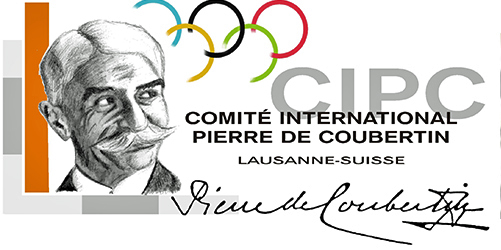 CIPC
COMITÉ INTERNATIONAL
PIERRE DE COUBERTIN
LAUSANNE-SUISSE
Pierre de Coubertin